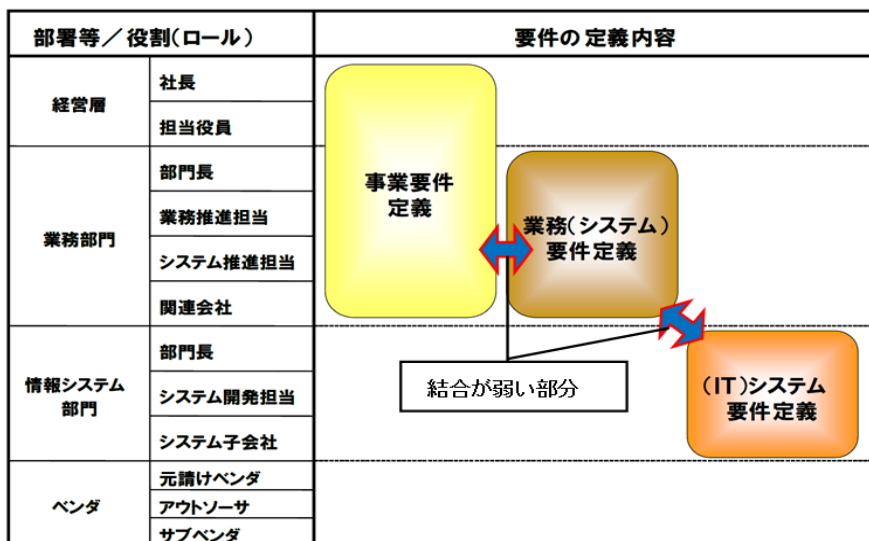 部署等／役割(ロール)
要件の定義内容
経営層
社長
担当役員
業務部門
部門長
業務推進担当
システム推進担当
関連会社
情報システム
部門
部門長
システム開発担当
システム子会社
ベンダ
元請けベンダ
アウトソーサ
サブベンダ
事業要件
定義
業務(システム)
要件定義
結合が弱い部分
(IT)システム
要件定義